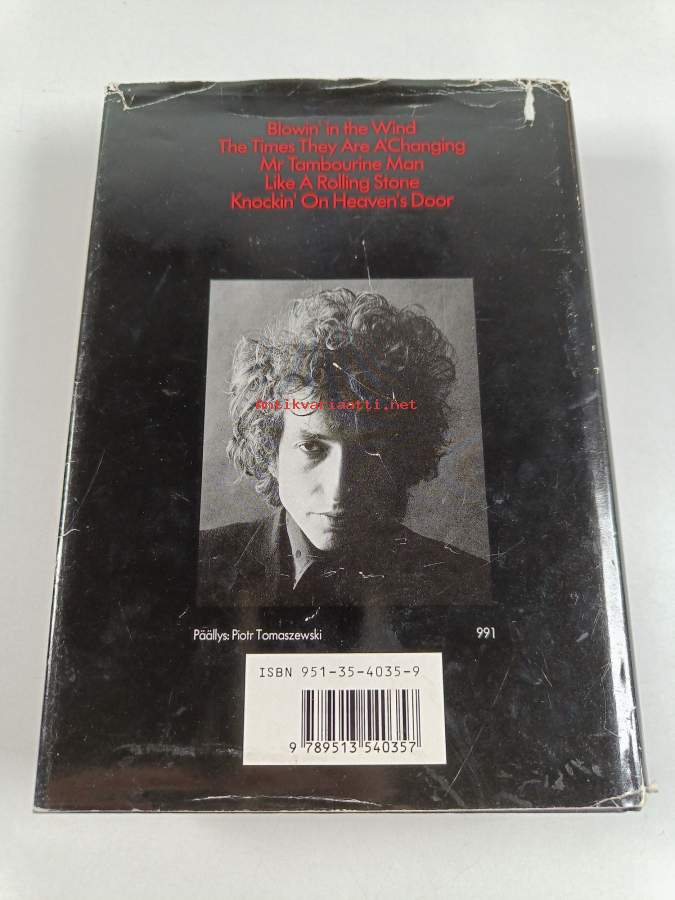 Blowin' in the Wind
The Times They Are A'Changing
Mr Tambourine Man
Like A Rolling Stone
Knockin' On Heaven's Door
antikvariaatti.net
Päällys: Piotr Tomaszewski 991
ISBN 951-35-4035-9
9 789513 540357